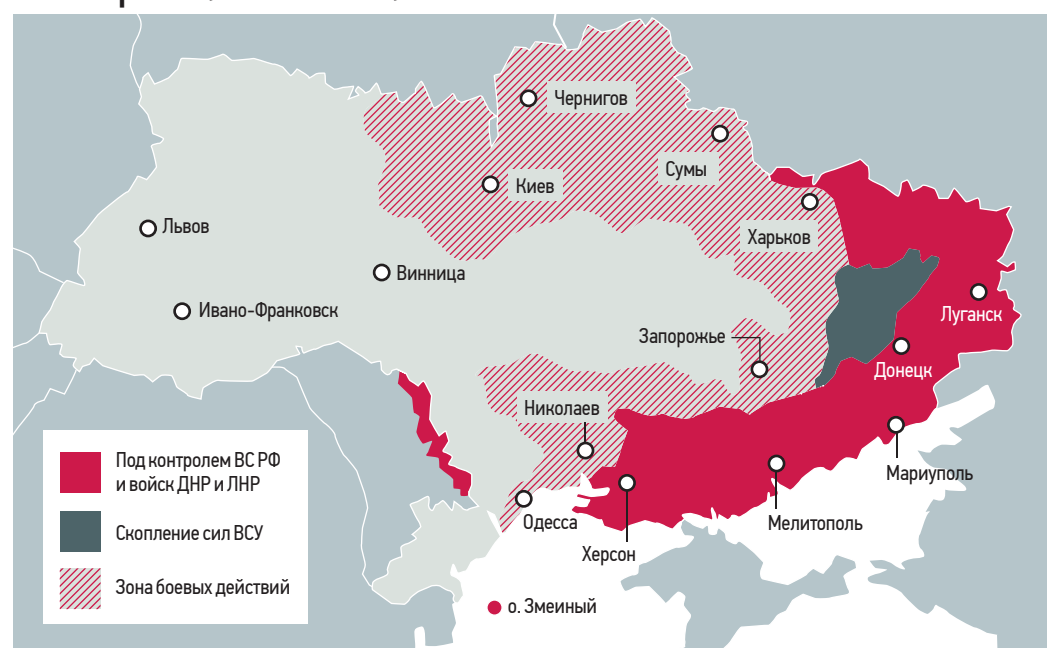 Чернигов
Сумы
Киев
Харьков
Львов
Винница
Ивано-Франковск
Луганск
Запорожье
Донецк
Николаев
Мариуполь
Одесса
Мелитополь
Херсон
о. Змеиный
Под контролем ВС РФ
и войск ДНР и ЛНР
Скопление сил ВСУ
Зона боевых действий